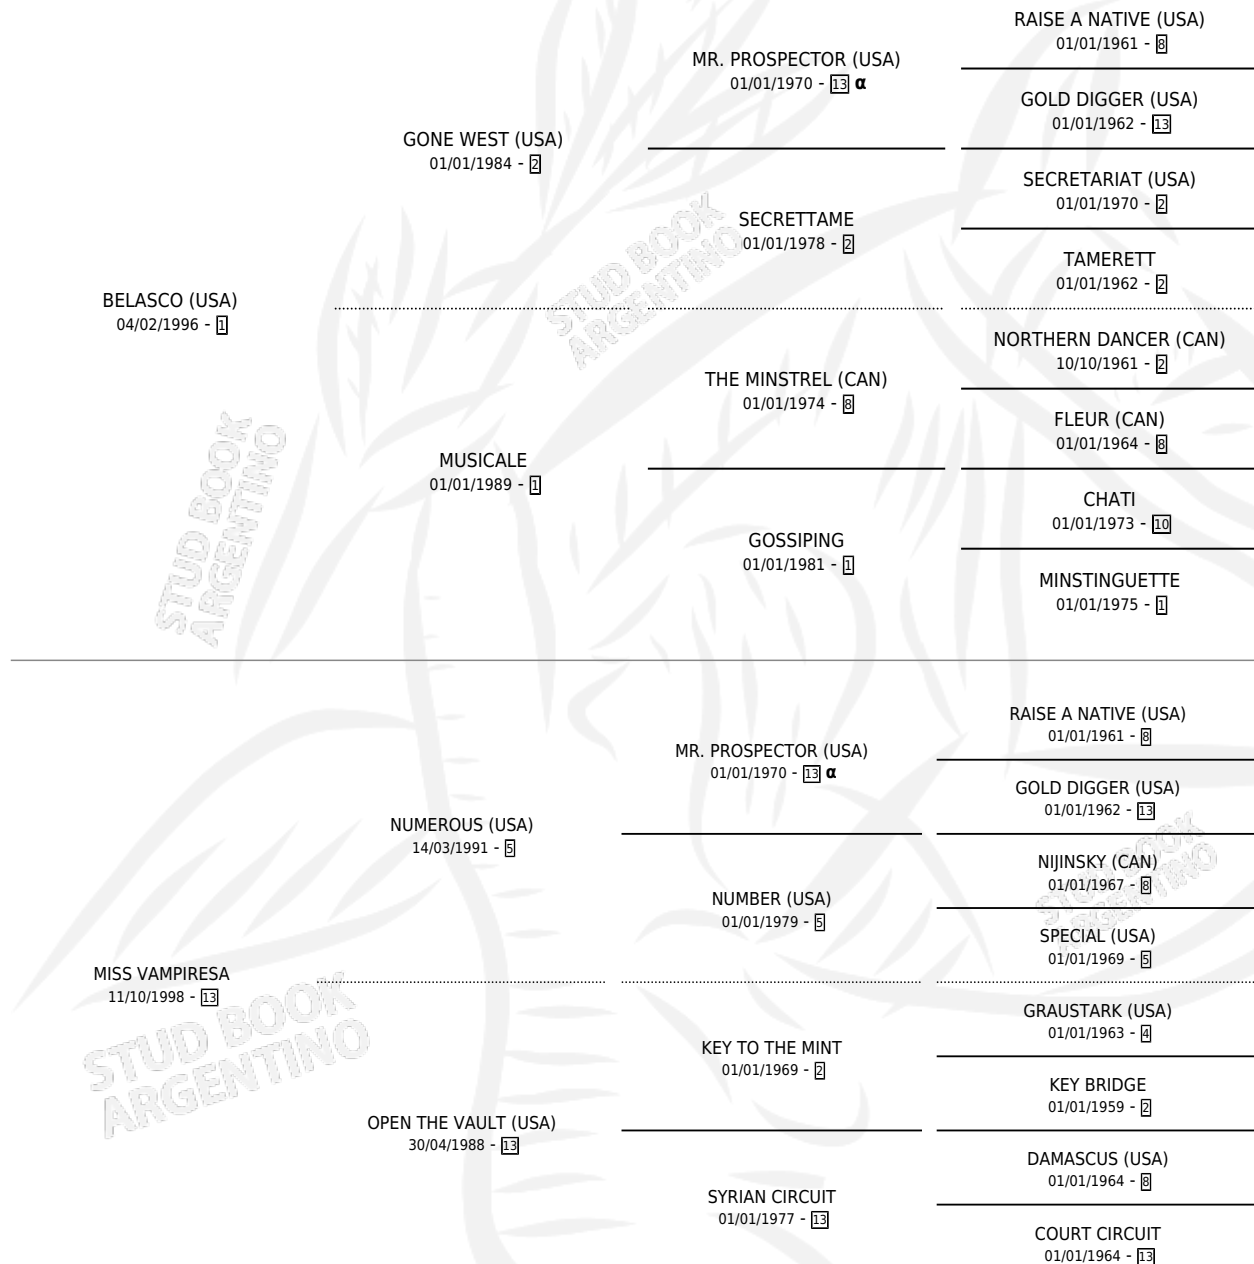 RAISE A NATIVE (USA)
01/01/1961 - 8
MR. PROSPECTOR (USA)
01/01/1970 - 13 α
GOLD DIGGER (USA)
01/01/1962 - 13
GONE WEST (USA)
01/01/1984 - 2
SECRETARIAT (USA)
01/01/1970 - 2
SECRETTAME
01/01/1978 - 2
TAMERETT
01/01/1962 - 2
BELASCO (USA)
04/02/1996 - 1
NORTHERN DANCER (CAN)
10/10/1961 - 2
THE MINSTREL (CAN)
01/01/1974 - 8
FLEUR (CAN)
01/01/1964 - 8
MUSICALE
01/01/1989 - 1
CHATI
01/01/1973 - 10
GOSSIPING
01/01/1981 - 1
MINSTINGUETTE
01/01/1975 - 1
STUD BOOK
ARGENTINO
STUD BOOK
ARGENTINO
RAISE A NATIVE (USA)
01/01/1961 - 8
MR. PROSPECTOR (USA)
01/01/1970 - 13 α
GOLD DIGGER (USA)
01/01/1962 - 13
NUMEROUS (USA)
14/03/1991 - 5
NIJINSKY (CAN)
01/01/1967 - 8
NUMBER (USA)
01/01/1979 - 5
SPECIAL (USA)
01/01/1969 - 5
MISS VAMPIRESA
11/10/1998 - 13
GRAUSTARK (USA)
01/01/1963 - 4
KEY TO THE MINT
01/01/1969 - 2
KEY BRIDGE
01/01/1959 - 2
OPEN THE VAULT (USA)
30/04/1988 - 13
DAMASCUS (USA)
01/01/1964 - 8
SYRIAN CIRCUIT
01/01/1977 - 13
COURT CIRCUIT
01/01/1964 - 13
STUD BOOK
ARGENTINO
STUD BOOK
ARGENTINO